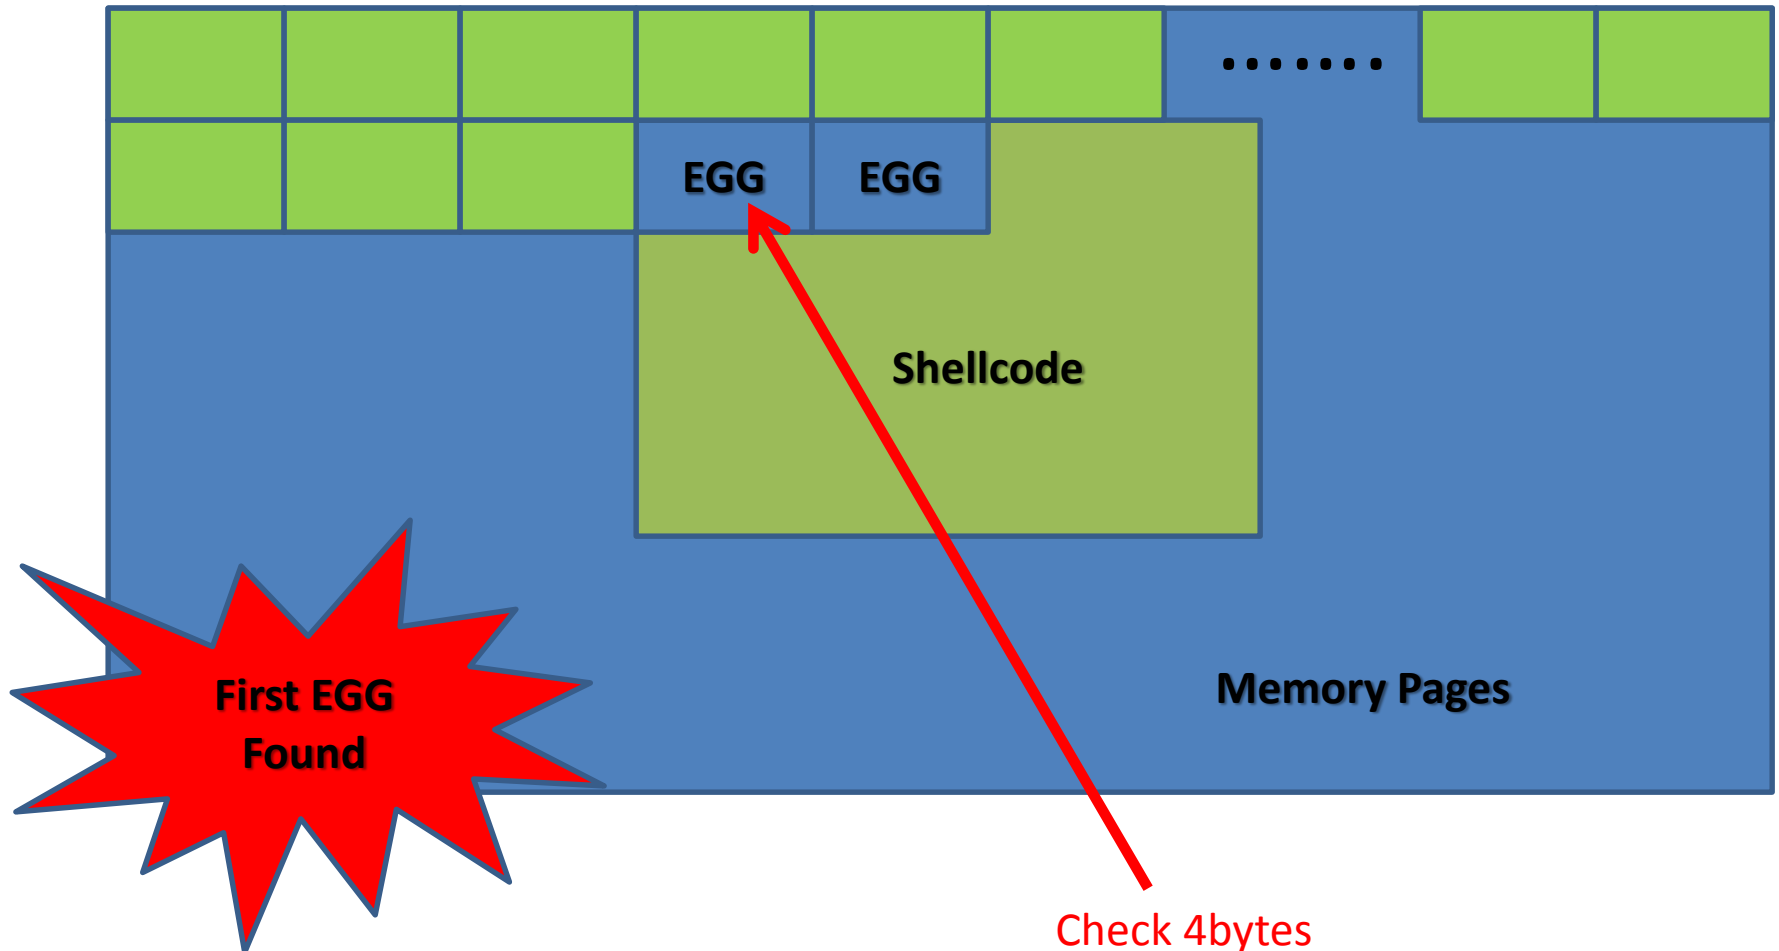 .......
EGG EGG
Shellcode
First EGG
Found
Memory Pages
Check 4bytes